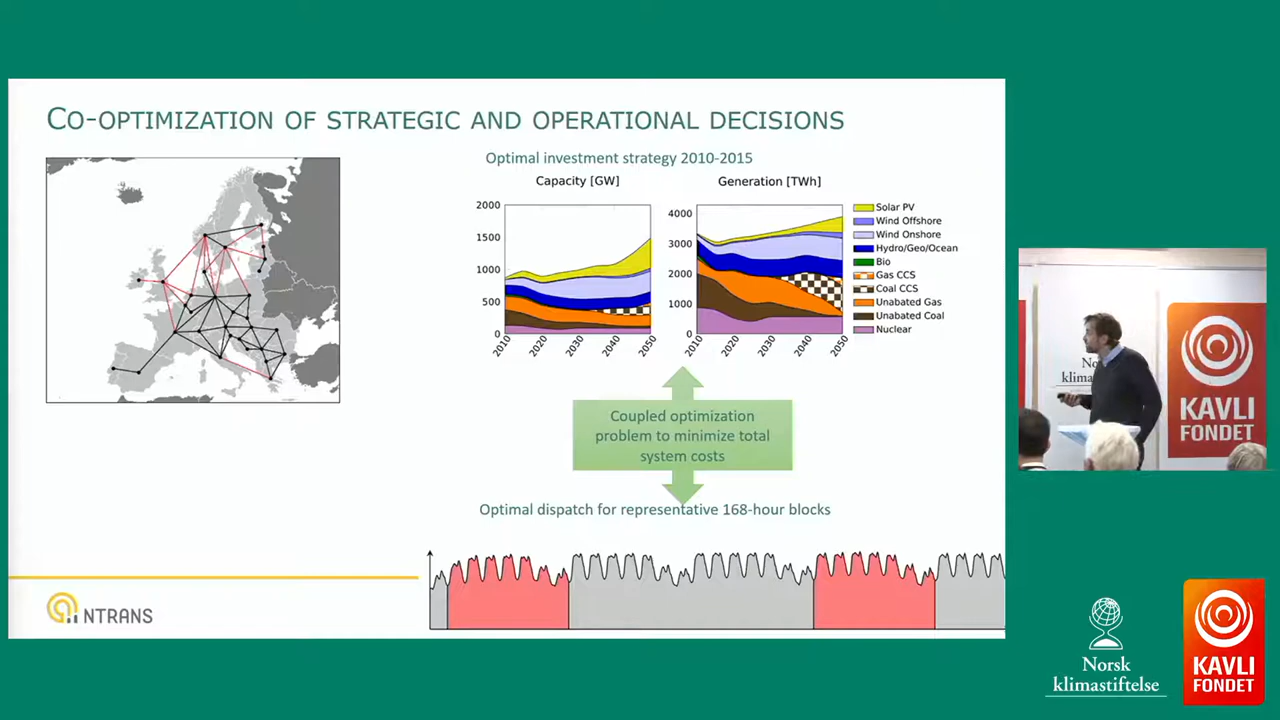 CO-OPTIMIZATION OF STRATEGIC AND OPERATIONAL DECISIONS
Optimal investment strategy 2010-2015
Capacity [GW]
2000
1500
1000
500
0
2010
2020
2030
2040
2050
Generation [TWh]
4000
3000
2000
1000
0
2010
2020
2030
2040
2050
Solar PV
Wind Offshore
Wind Onshore
Hydro/Geo/Ocean
Bio
Gas CCS
Coal CCS
Unabated Gas
Unabated Coal
Nuclear
Coupled optimization
problem to minimize total
system costs
Optimal dispatch for representative 168-hour blocks
NTRANS
No
klima
KAVLI
FONDET
Norsk
klimastiftelse
KAVLI
FONDET